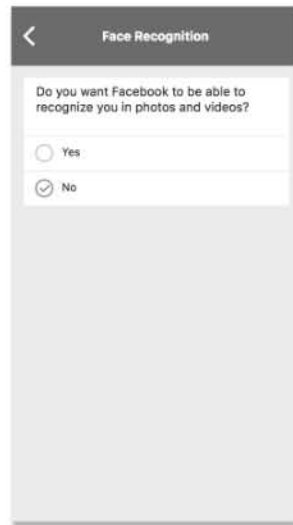 Face Recognition
Do you want Facebook to be able to
recognize you in photos and videos?
Yes
No